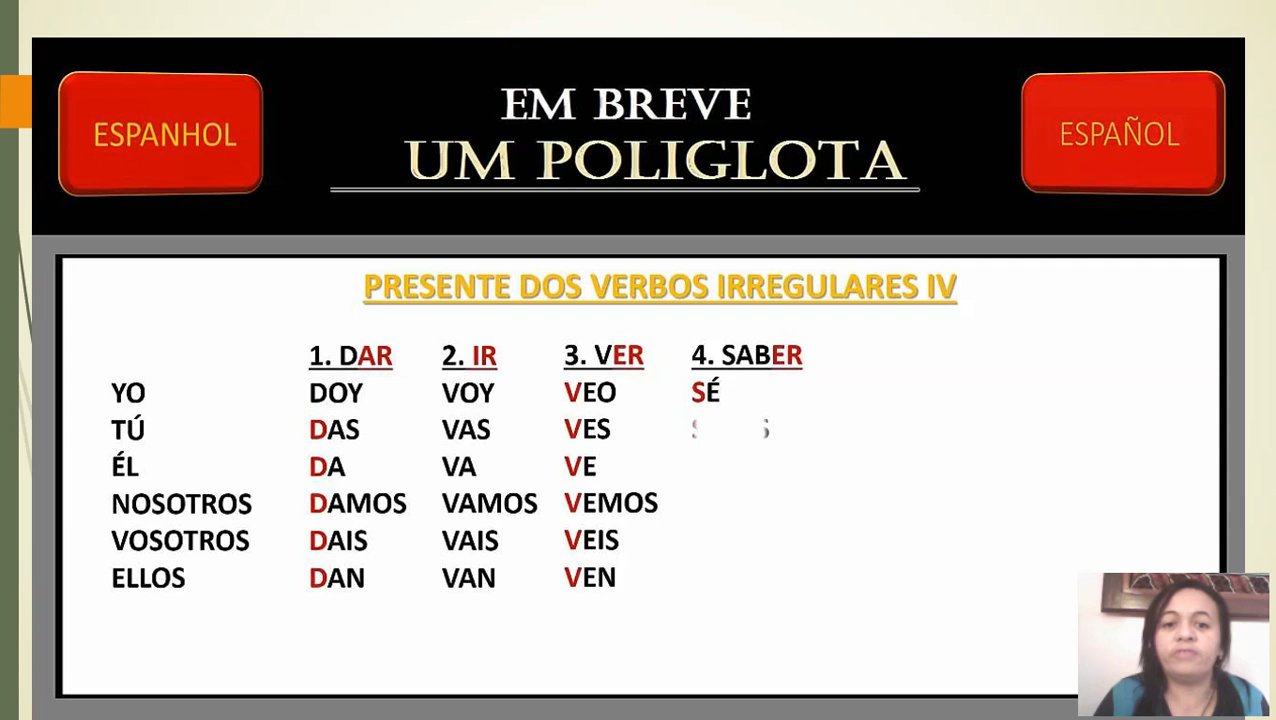 ESPANHOL
EM BREVE
UM POLIGLOTA
ESPAÑOL
PRESENTE DOS VERBOS IRREGULARES IV
1. DAR 2. IR 3. VER 4. SABER
YO DOY VOY VEO SÉ
TÚ DAS VAS VES
ÉL DA VA VE
NOSOTROS DAMOS VAMOS VEMOS
VOSOTROS DAIS VAIS VEIS
ELLOS DAN VAN VEN